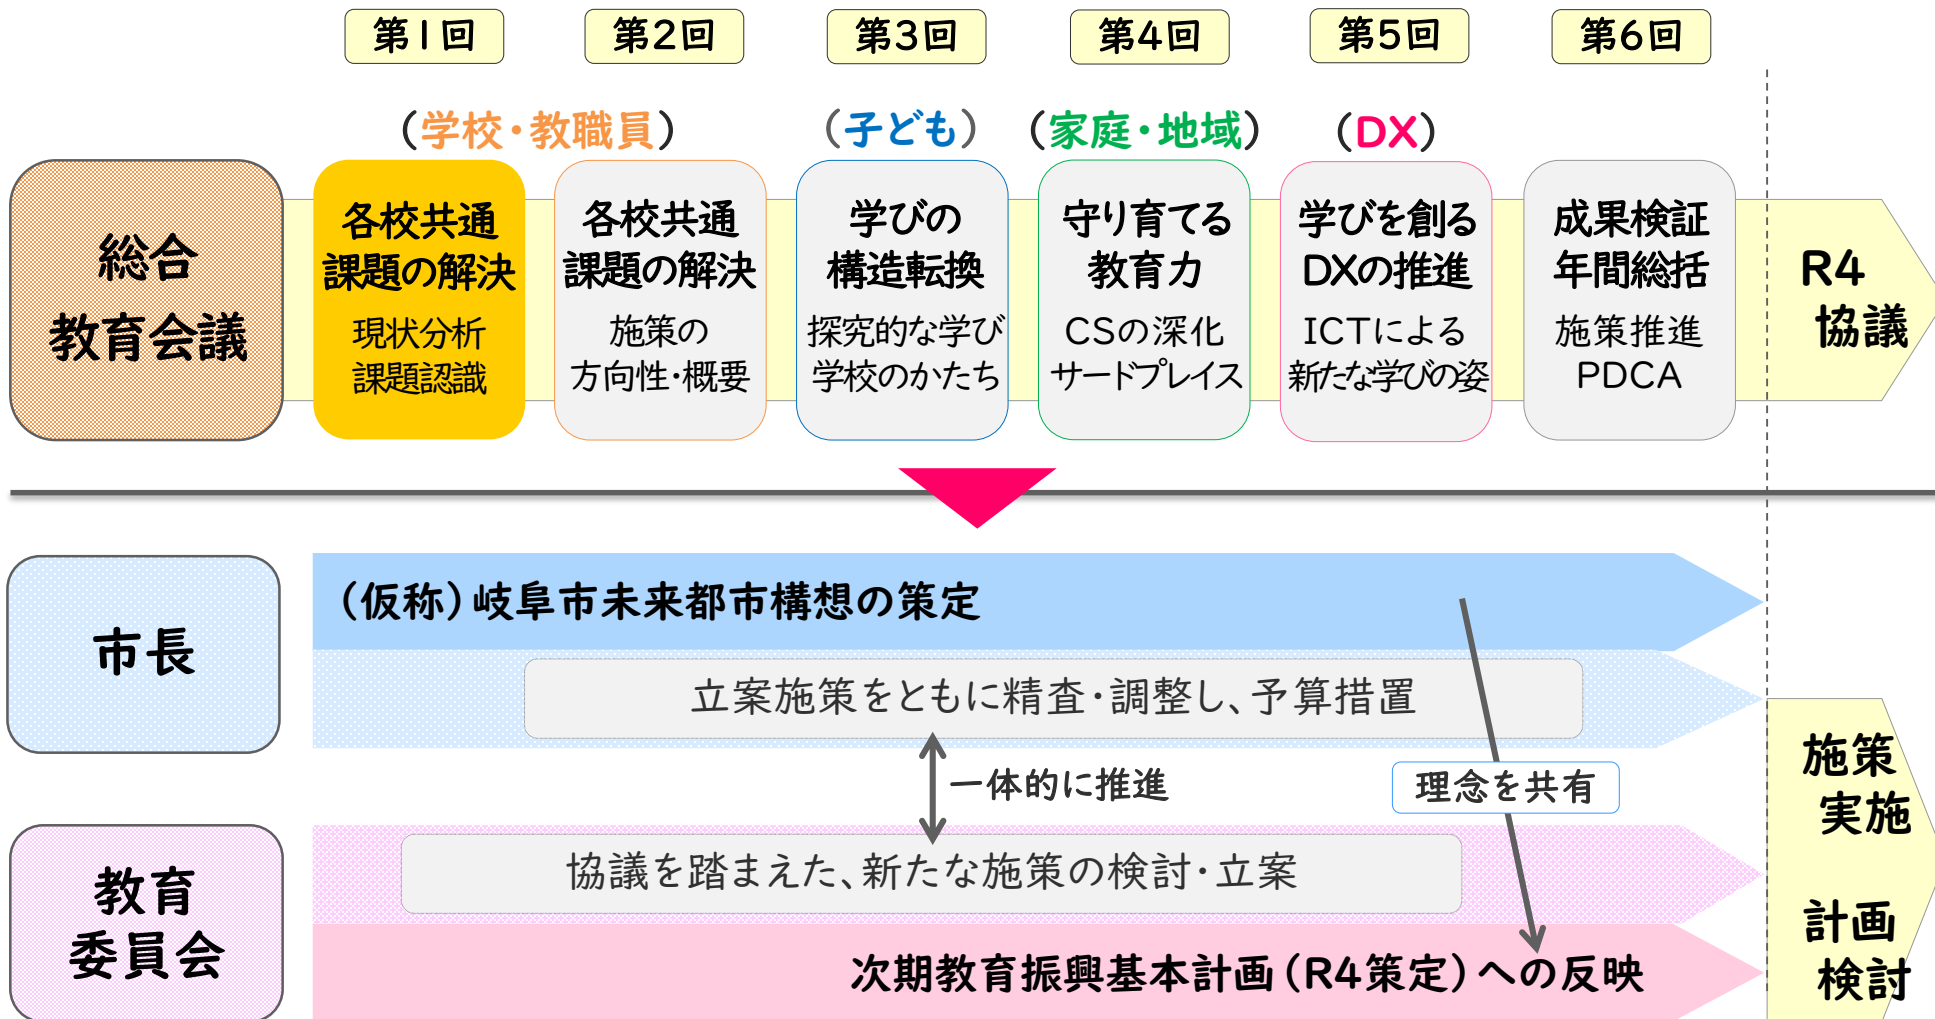 第1回
第2回
第3回
第4回
第5回
第6回
（学校・教職員）
（子ども）
（家庭・地域）
（DX）
総合
教育会議
各校共通
課題の解決
現状分析
課題認識
各校共通
課題の解決
施策の
方向性・概要
学びの
構造転換
探究的な学び
学校のかたち
守り育てる
教育力
CSの深化
サードプレイス
学びを創る
DXの推進
ICTによる
新たな学びの姿
成果検証
年間総括
施策推進
PDCA
R4
協議
市長
（仮称）岐阜市未来都市構想の策定
立案施策をともに精査・調整し、予算措置
一体的に推進
理念を共有
教育
委員会
協議を踏まえた、新たな施策の検討・立案
次期教育振興基本計画（R4策定）への反映
施策
実施
計画
検討